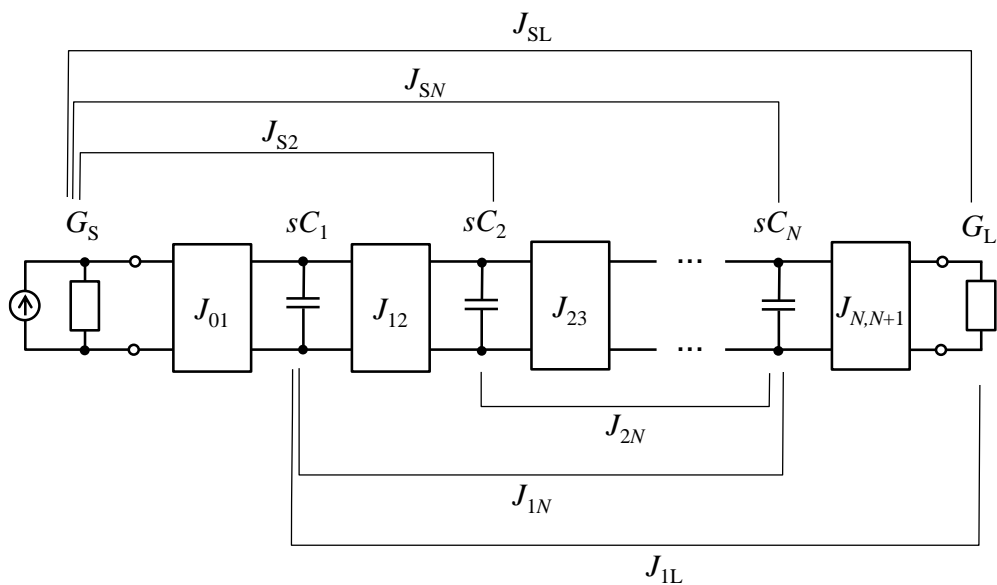 J_SL
J_SN
J_S2
G_S sC_1 sC_2 sC_N G_L
J_01 J_12 J_23 ... J_N,N+1
...
J_2N
J_1N
J_1L